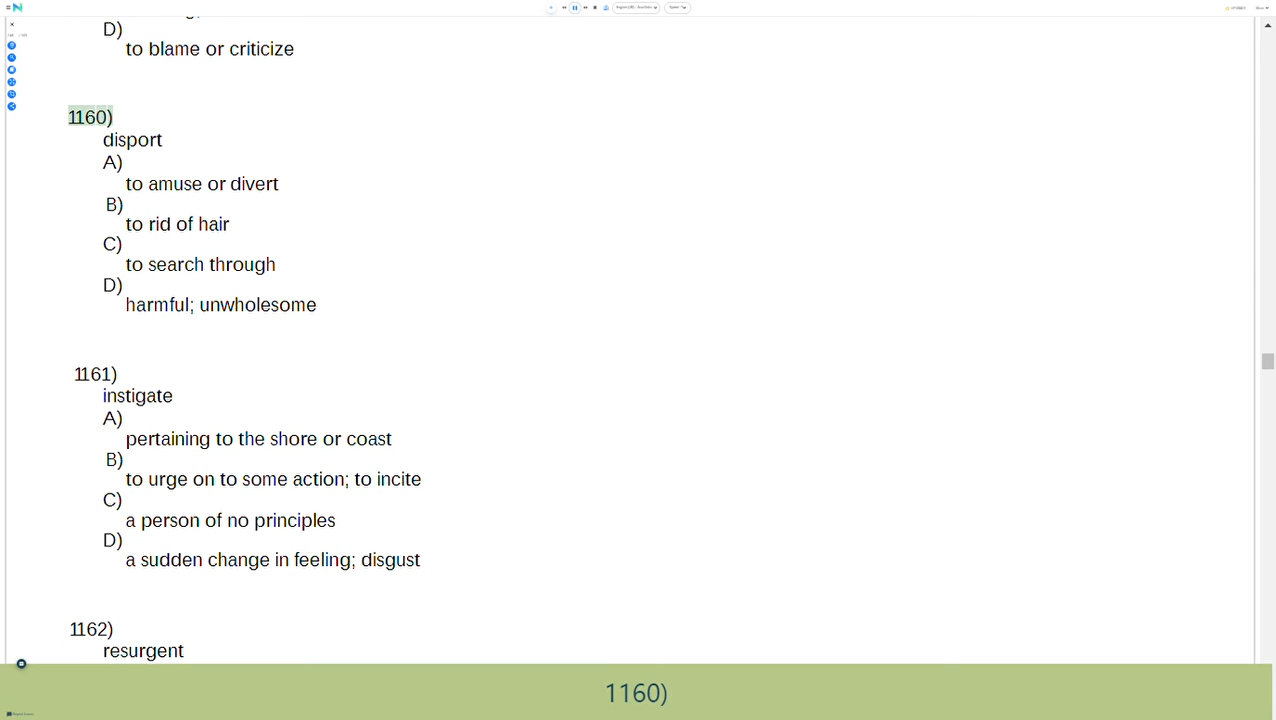 D)
to blame or criticize
1160)
disport
A)
to amuse or divert
B)
to rid of hair
C)
to search through
D)
harmful; unwholesome
1161)
instigate
A)
pertaining to the shore or coast
B)
to urge on to some action; to incite
C)
a person of no principles
D)
a sudden change in feeling; disgust
1162)
resurgent
1160)